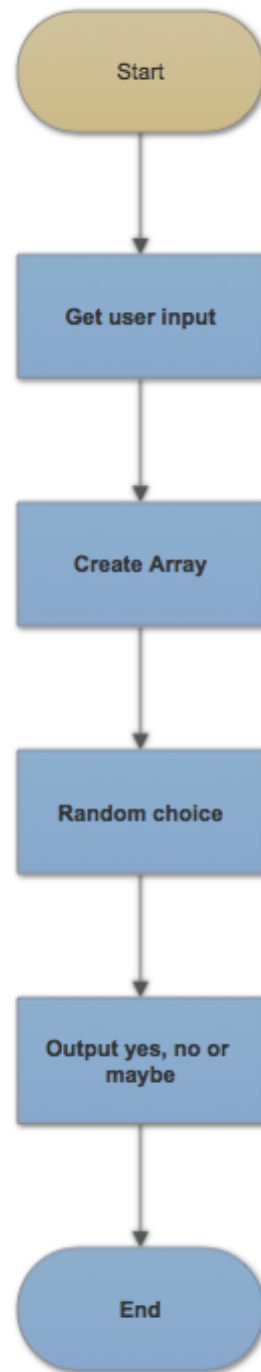 Start
Get user input
Create Array
Random choice
Output yes, no or
maybe
End